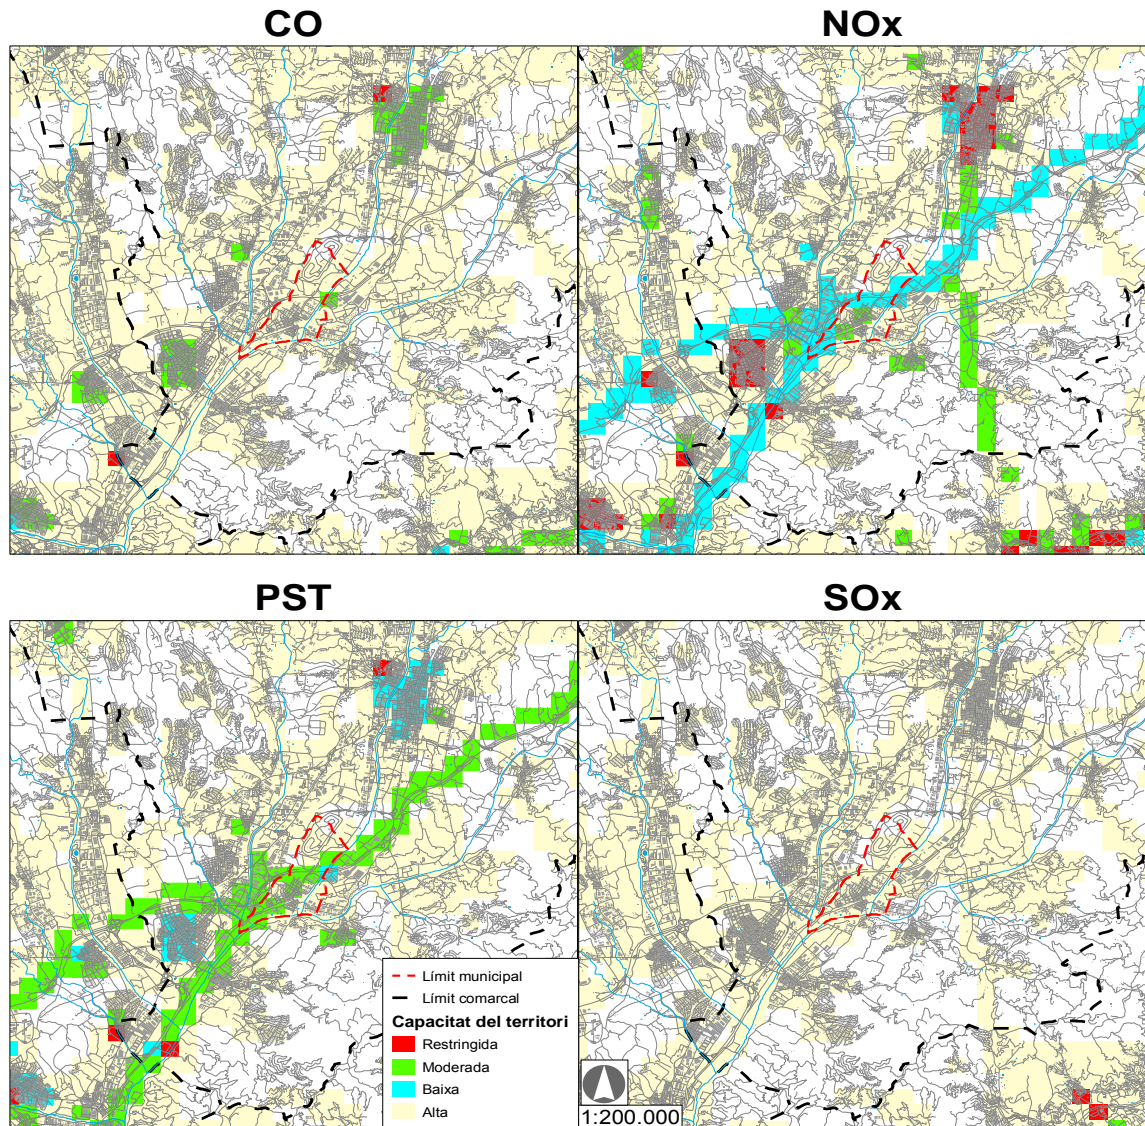 CO
NOx
PST
SOx
Límit municipal
Límit comarcal
Capacitat del territori
Restringida
Moderada
Baixa
Alta
1:200.000